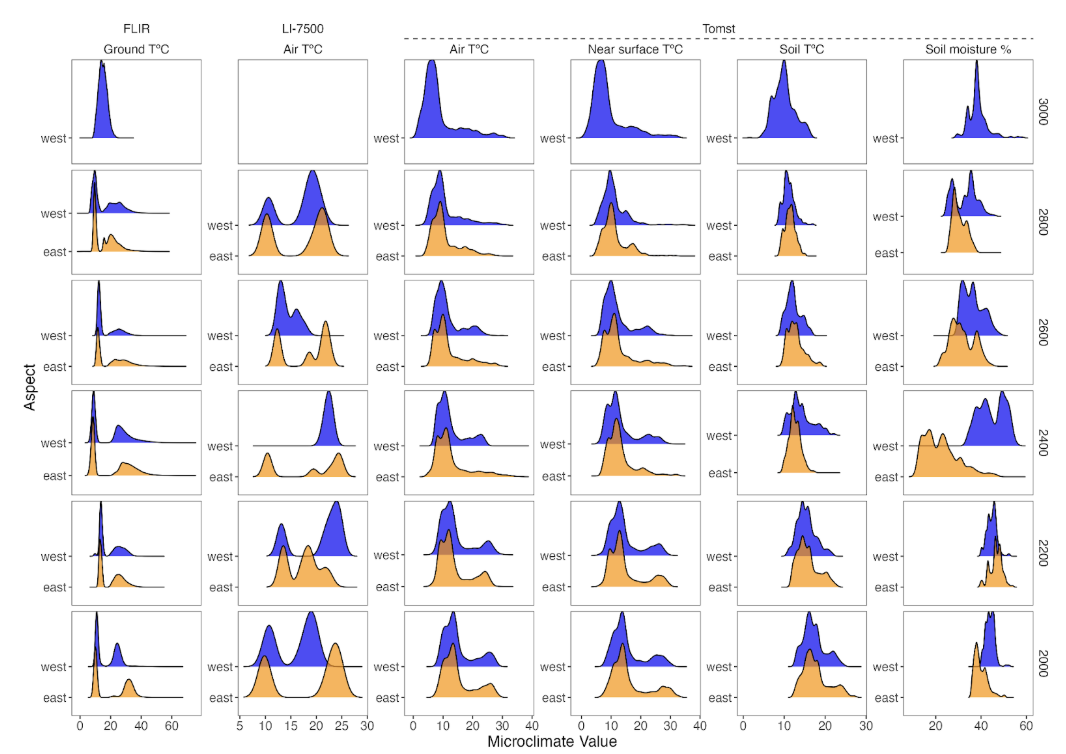 FLIR LI-7500 Tomst
Ground TºC Air TºC Air TºC Near surface TºC Soil TºC Soil moisture %
west west west west west 3000
west west west west west west 2800
east east east east east east
west west west west west west 2600
east east east east east east
west west west west west west 2400
east east east east east east
west west west west west west 2200
east east east east east east
west west west west west west 2000
east east east east east east
Aspect
0 20 40 60 5 10 15 20 25 30 0 10 20 30 40 0 10 20 30 40 0 10 20 30 20 40 60
Microclimate Value